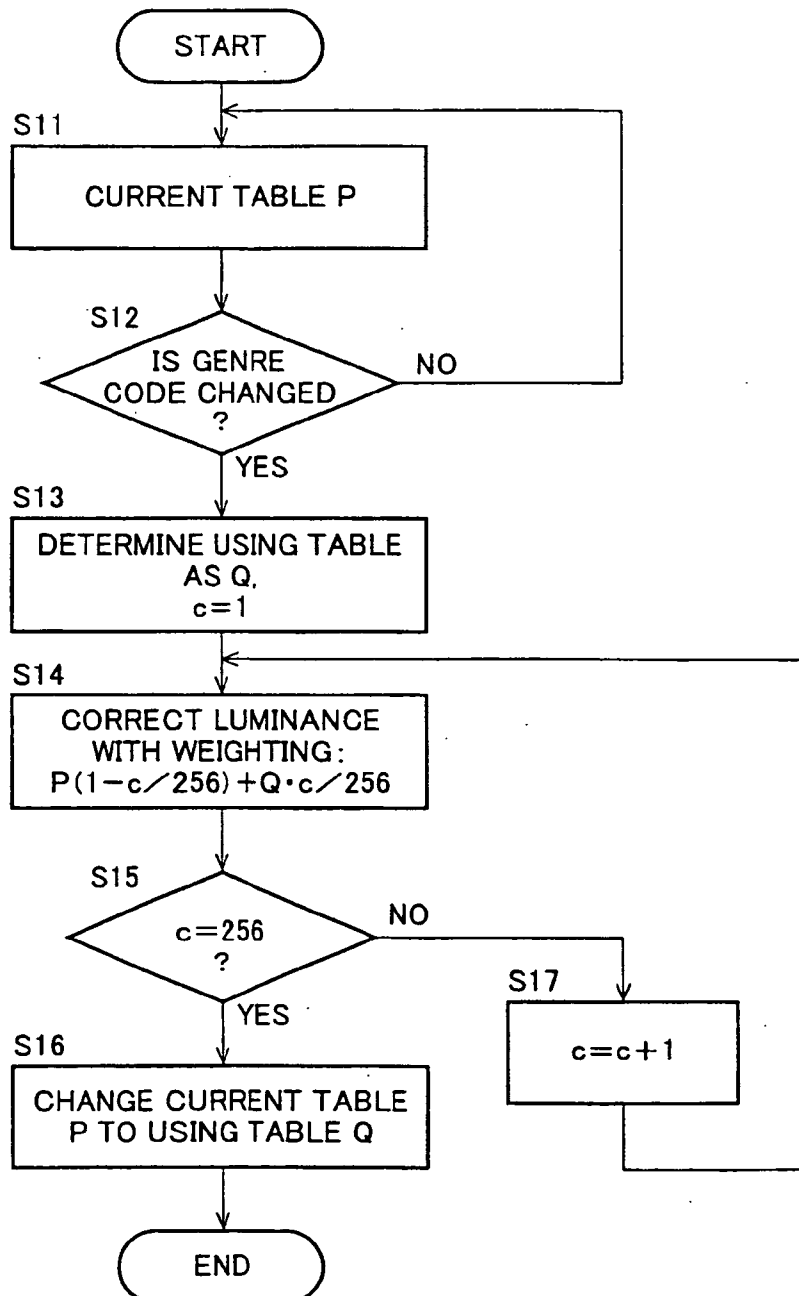 START
S11
CURRENT TABLE P
S12
IS GENRE
CODE CHANGED
?
NO
YES
S13
DETERMINE USING TABLE
AS Q,
c=1
S14
CORRECT LUMINANCE
WITH WEIGHTING:
P(1-c/256)+Q·c/256
S15
c=256
?
NO
YES
S17
c=c+1
S16
CHANGE CURRENT TABLE
P TO USING TABLE Q
END